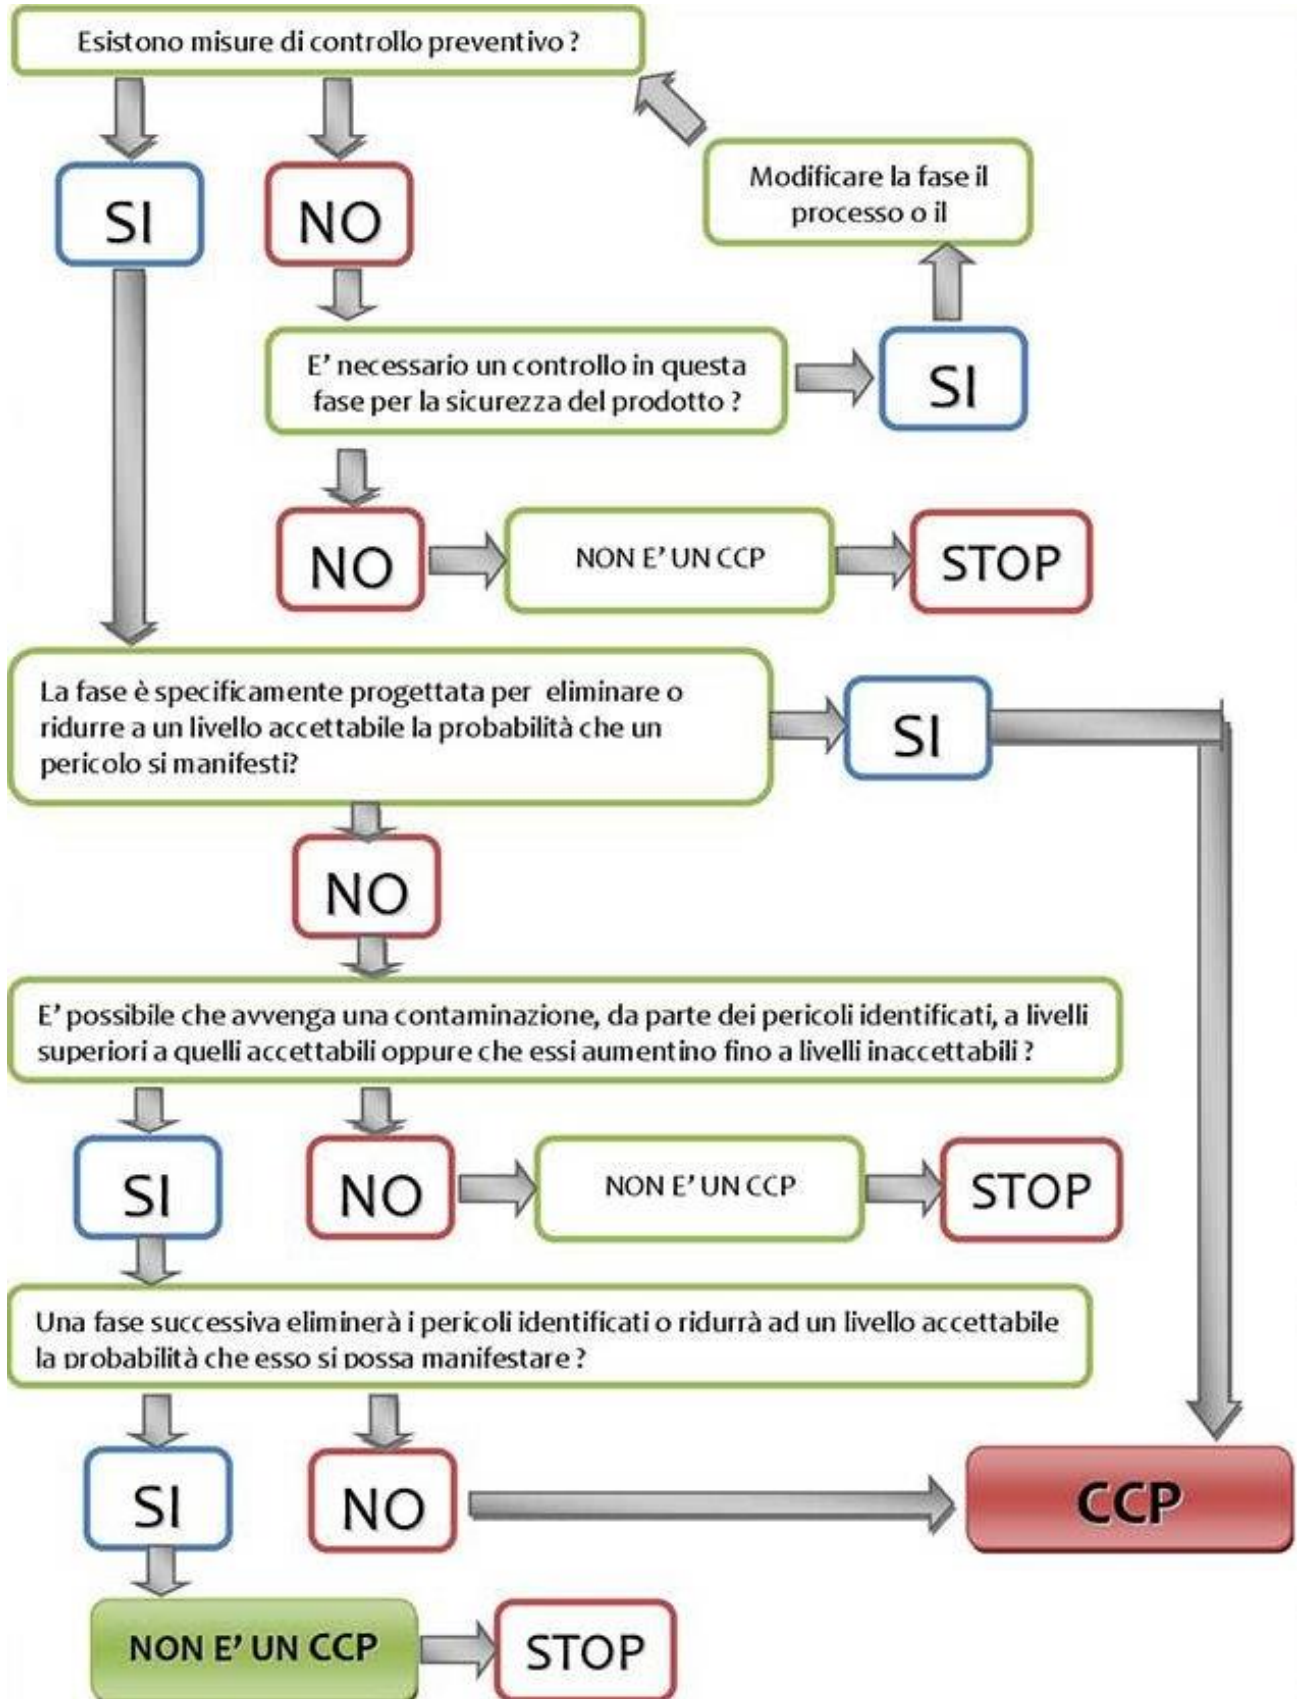 Esistono misure di controllo preventivo ?
SI
NO
Modificare la fase il
processo o il
E' necessario un controllo in questa
fase per la sicurezza del prodotto ?
SI
NO
NON E' UN CCP
STOP
La fase è specificamente progettata per eliminare o
ridurre a un livello accettabile la probabilità che un
pericolo si manifesti?
SI
NO
E' possibile che avvenga una contaminazione, da parte dei pericoli identificati, a livelli
superiori a quelli accettabili oppure che essi aumentino fino a livelli inaccettabili ?
SI
NO
NON E' UN CCP
STOP
Una fase successiva eliminerà i pericoli identificati o ridurrà ad un livello accettabile
la probabilità che esso si possa manifestare ?
SI
NO
CCP
NON E' UN CCP
STOP